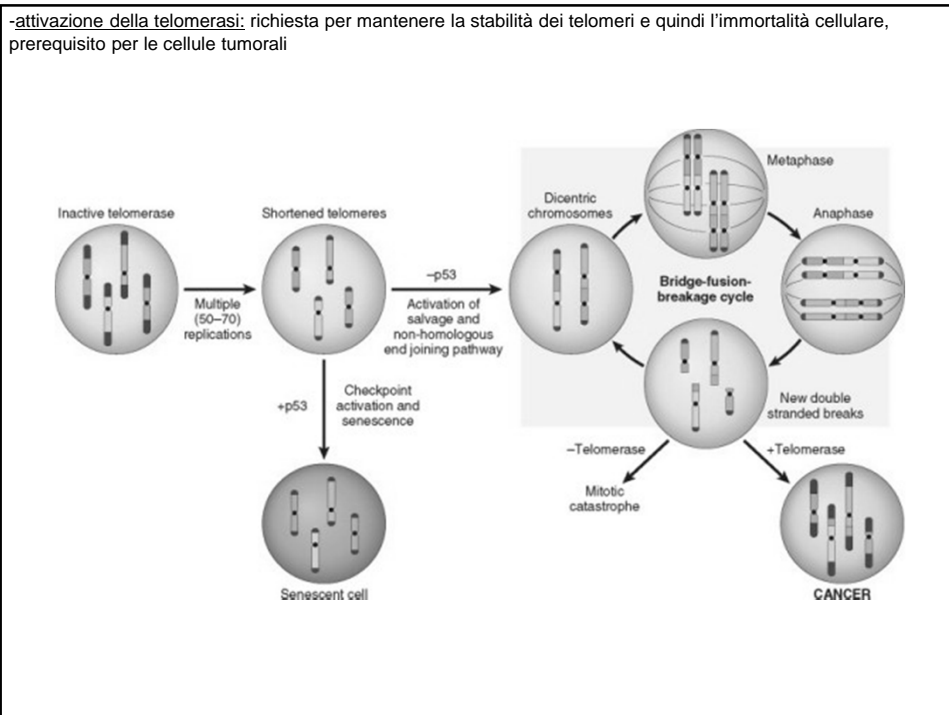 -attivazione della telomerasi: richiesta per mantenere la stabilità dei telomeri e quindi l’immortalità cellulare,
prerequisito per le cellule tumorali
Inactive telomerase
Multiple
(50–70)
replications
Shortened telomeres
–p53
Activation of
salvage and
non-homologous
end joining pathway
+p53
Checkpoint
activation and
senescence
Senescent cell
Dicentric
chromosomes
Metaphase
Anaphase
Bridge-fusion-
breakage cycle
New double
stranded breaks
–Telomerase
Mitotic
catastrophe
+Telomerase
CANCER